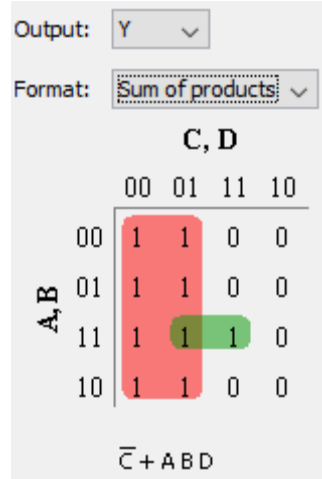 Output: Y
Format: Sum of products
C, D
00 01 11 10
00 1 1 0 0
A,B
01 1 1 0 0
11 1 1 1 0
10 1 1 0 0
C̅ + A B D